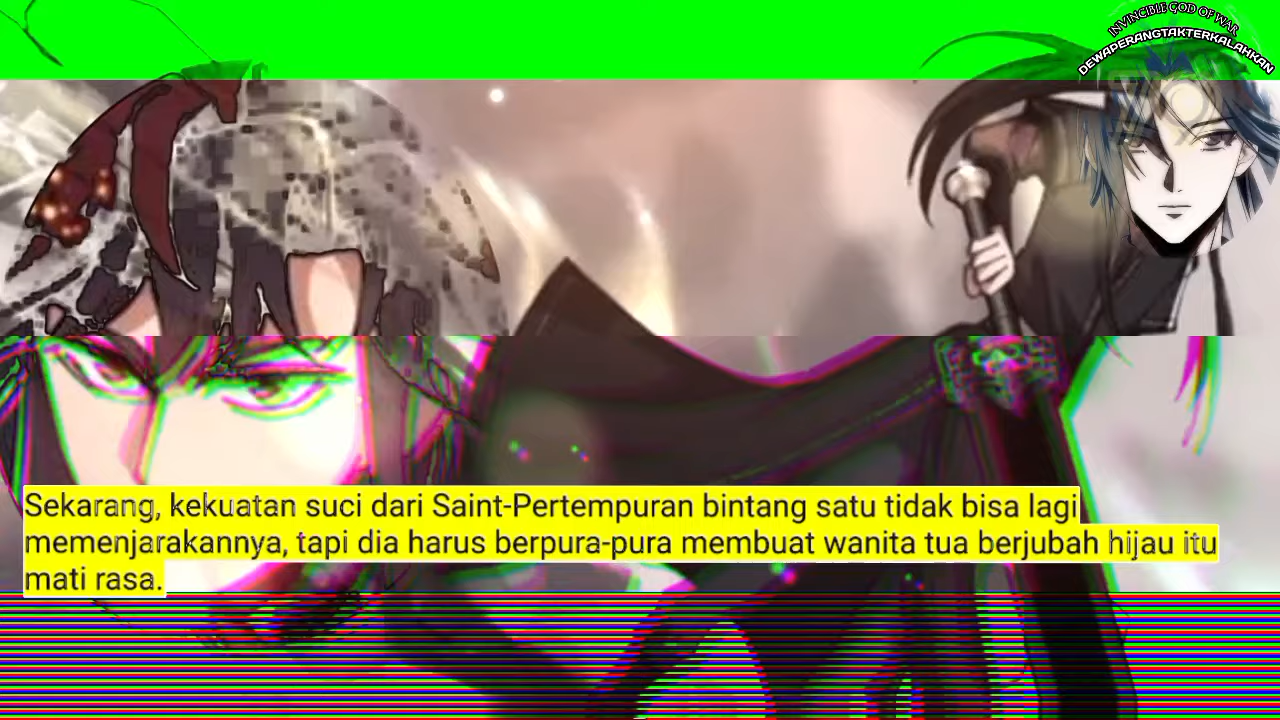 INVINCIBLE GOD OF WAR
DEWAPERANGTAKTERKALAHKAN
Sekarang, kekuatan suci dari Saint-Pertempuran bintang satu tidak bisa lagi
memenjarakannya, tapi dia harus berpura-pura membuat wanita tua berjubah hijau itu
mati rasa.